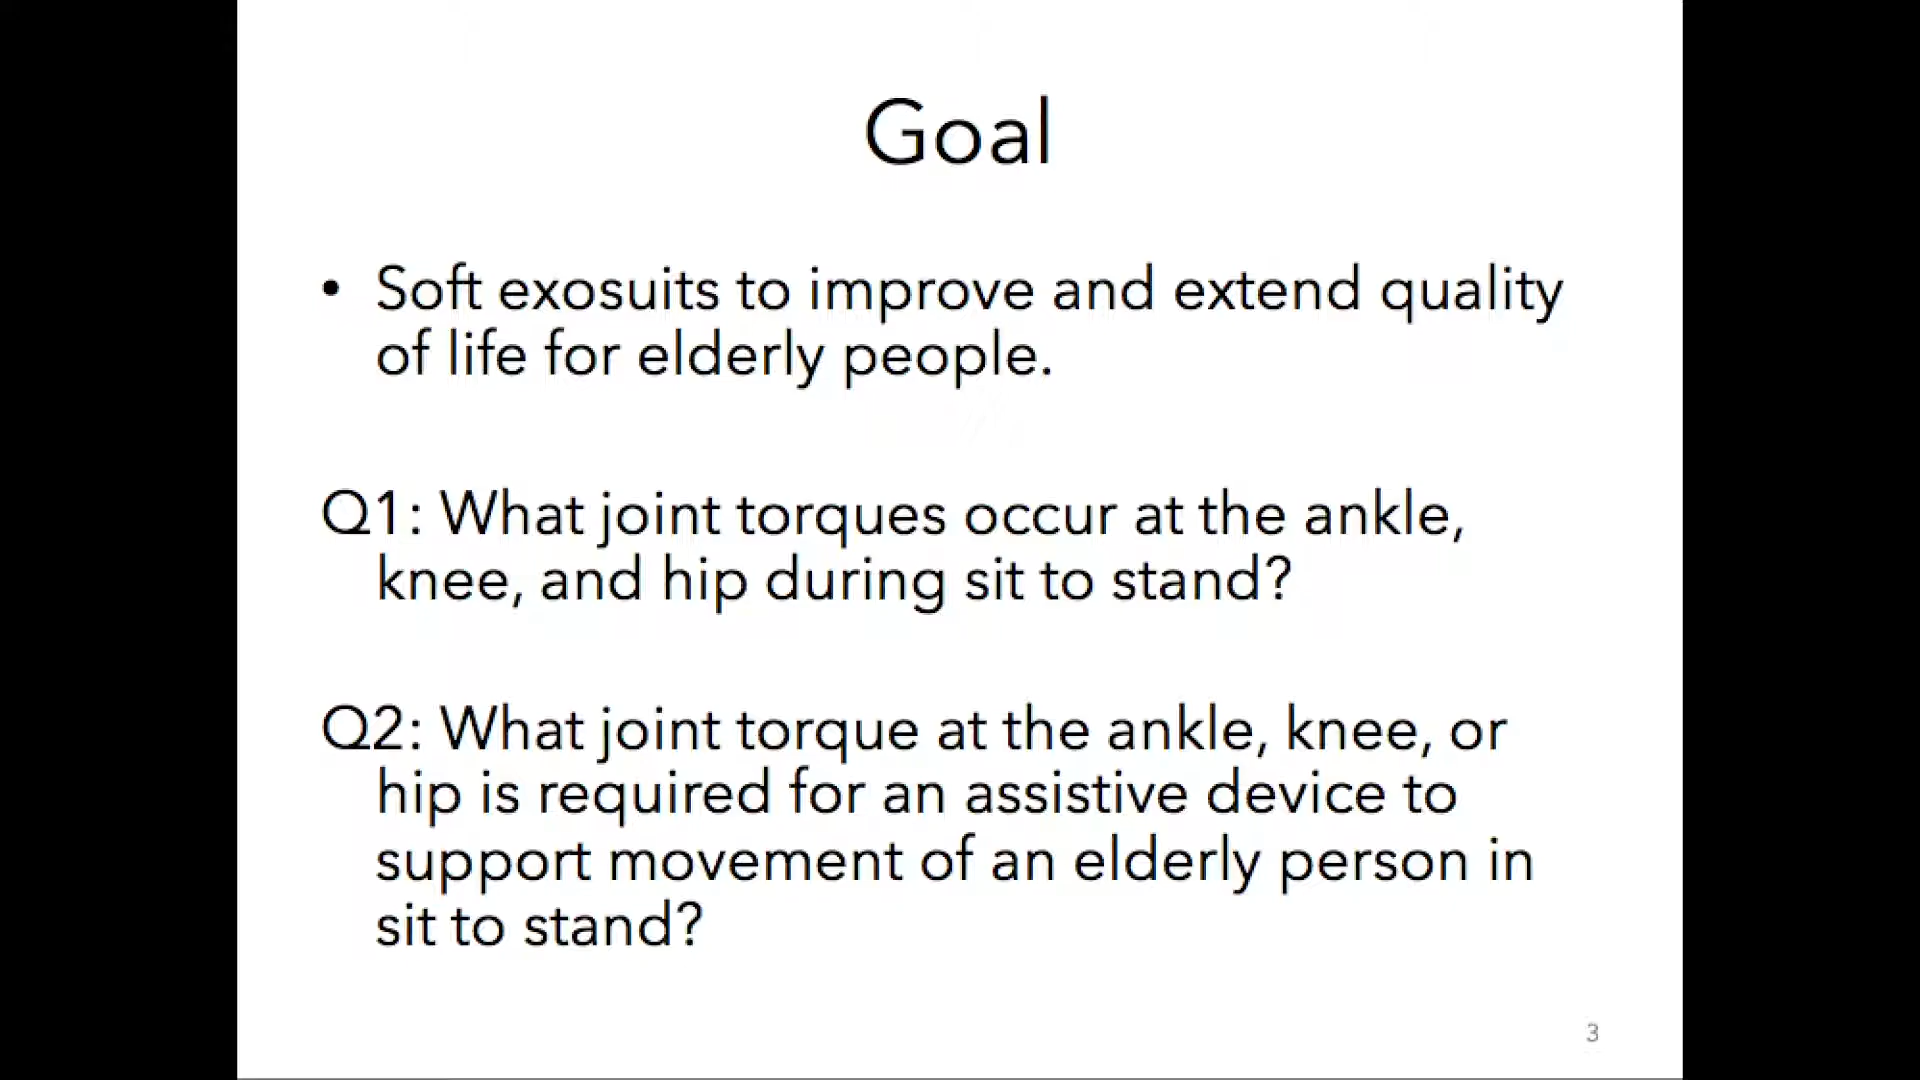 Goal
• Soft exosuits to improve and extend quality
of life for elderly people.
Q1: What joint torques occur at the ankle,
knee, and hip during sit to stand?
Q2: What joint torque at the ankle, knee, or
hip is required for an assistive device to
support movement of an elderly person in
sit to stand?
3